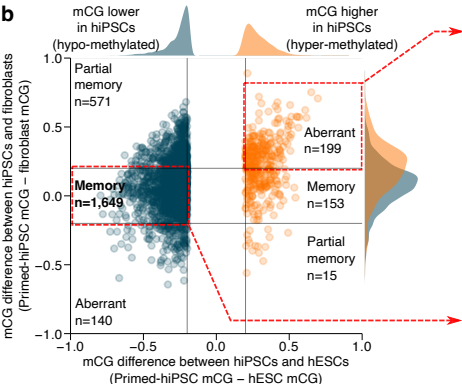 b
mCG lower
in hiPSCs
(hypo-methylated)
mCG higher
in hiPSCs
(hyper-methylated)
mCG difference between hiPSCs and fibroblasts
(Primed-hiPSC mCG − fibroblast mCG)
1.0
0.5
0.0
−0.5
−1.0
Partial
memory
n=571
Memory
n=1,649
Aberrant
n=140
Aberrant
n=199
Memory
n=153
Partial
memory
n=15
−1.0
−0.5
0.0
0.5
1.0
mCG difference between hiPSCs and hESCs
(Primed-hiPSC mCG − hESC mCG)